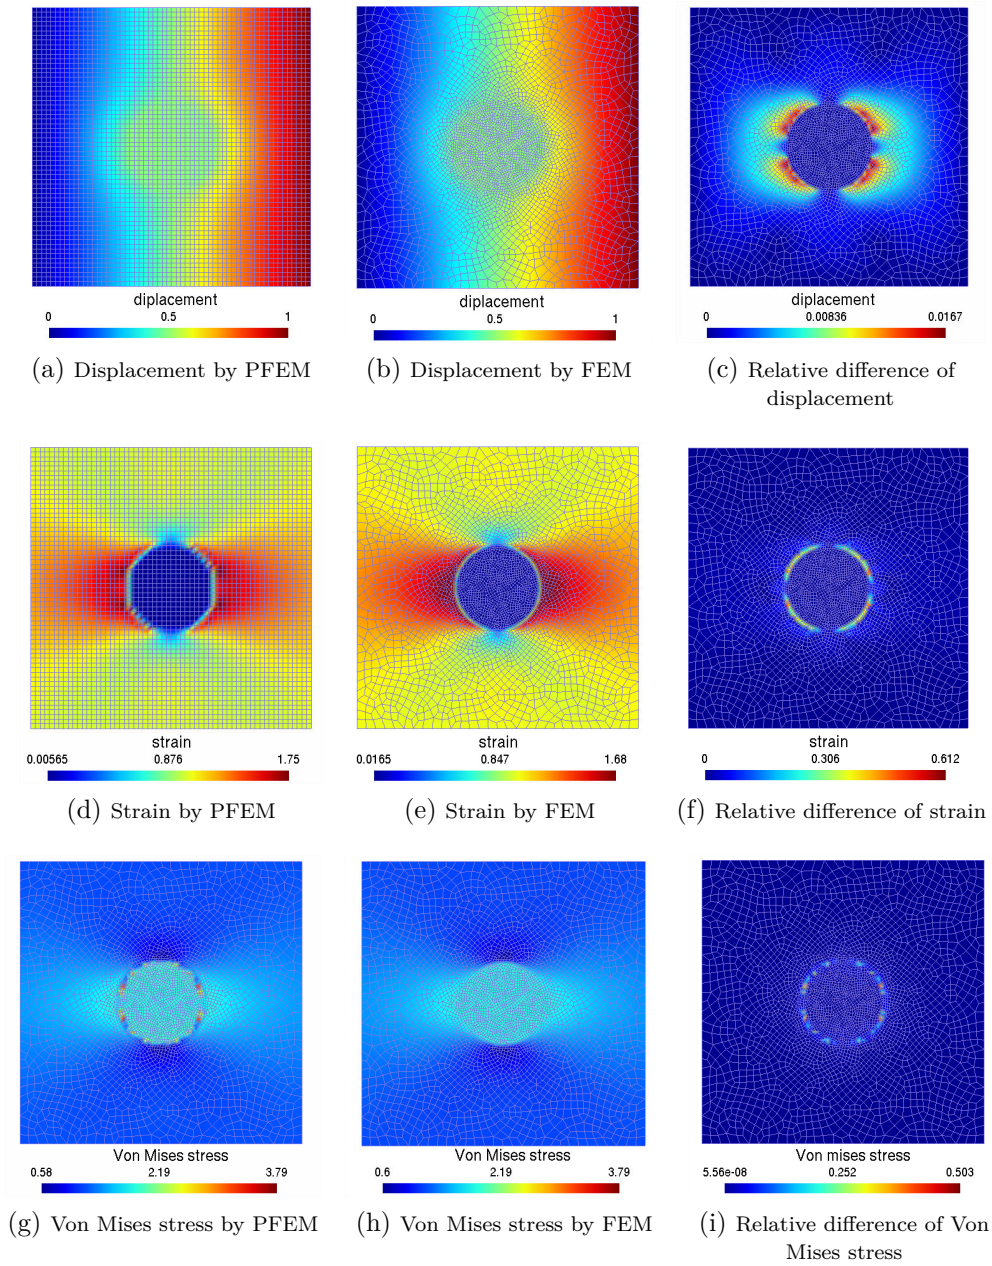 diplacement
0 0.5 1
(a) Displacement by PFEM
diplacement
0 0.5 1
(b) Displacement by FEM
diplacement
0 0.00836 0.0167
(c) Relative difference of
displacement
strain
0.00565 0.876 1.75
(d) Strain by PFEM
strain
0.0165 0.847 1.68
(e) Strain by FEM
strain
0 0.306 0.612
(f) Relative difference of strain
Von Mises stress
0.58 2.19 3.79
(g) Von Mises stress by PFEM
Von Mises stress
0.6 2.19 3.79
(h) Von Mises stress by FEM
Von mises stress
5.56e-08 0.252 0.503
(i) Relative difference of Von
Mises stress